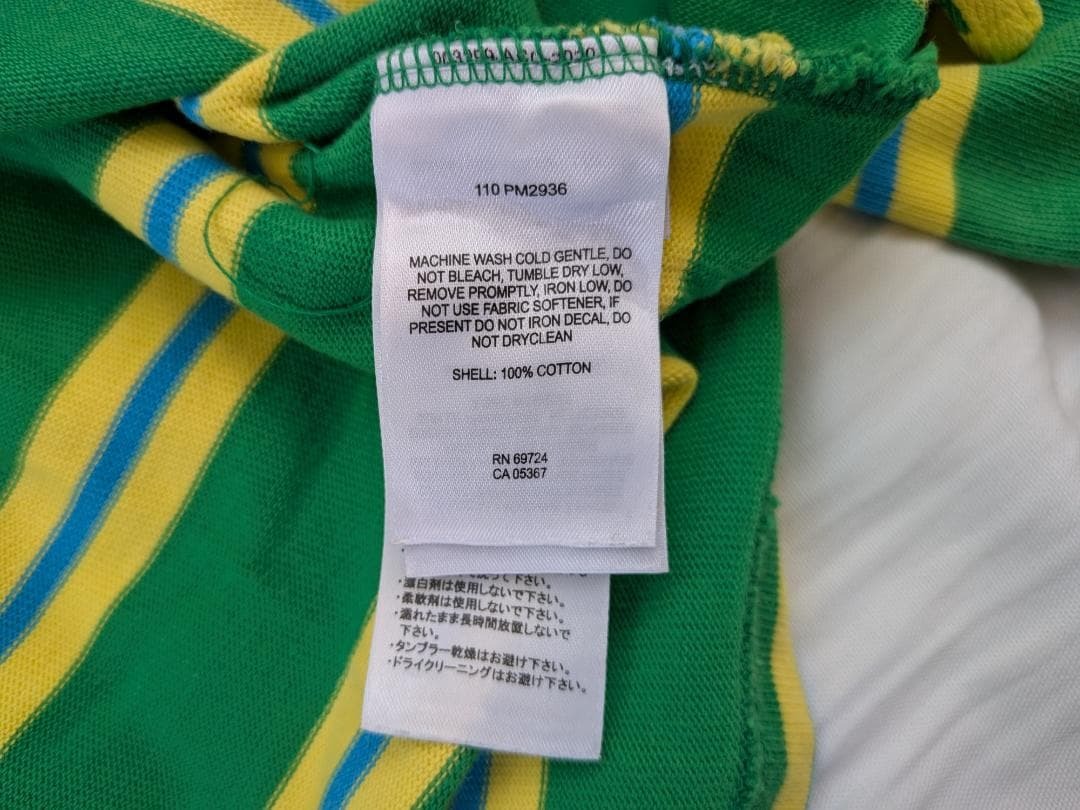 110 PM2936
MACHINE WASH COLD GENTLE, DO
NOT BLEACH, TUMBLE DRY LOW,
REMOVE PROMPTLY, IRON LOW, DO
NOT USE FABRIC SOFTENER, IF
PRESENT DO NOT IRON DECAL, DO
NOT DRYCLEAN
SHELL: 100% COTTON
RN 69724
CA 05367
下さい。
・漂白剤は使用しないで下さい。
・柔軟剤は使用しないで下さい。
・濡れたまま長時間放置しないで
下さい。
・タンブラー乾燥はお避け下さい。
・ドライクリーニングはお避け下さい。